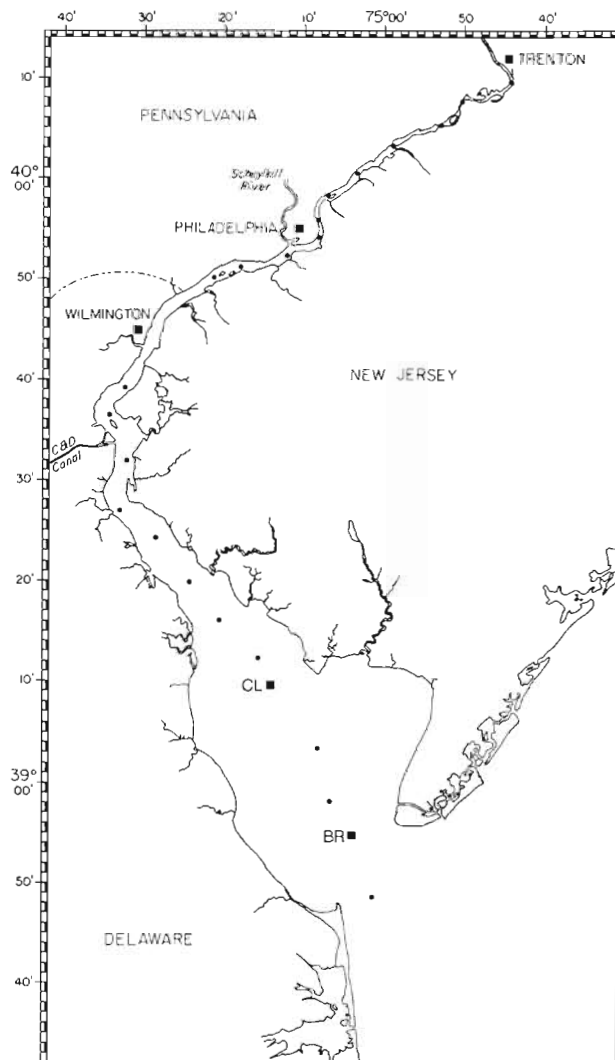 40' 30' 20' 10' 75°00' 50' 40'
10'
TRENTON
PENNSYLVANIA
40°
00'
Schuylkill
River
PHILADELPHIA
50'
WILMINGTON
40'
NEW JERSEY
C&D
Canal
30'
20'
10'
CL
39°
00'
BR
50'
DELAWARE
40'